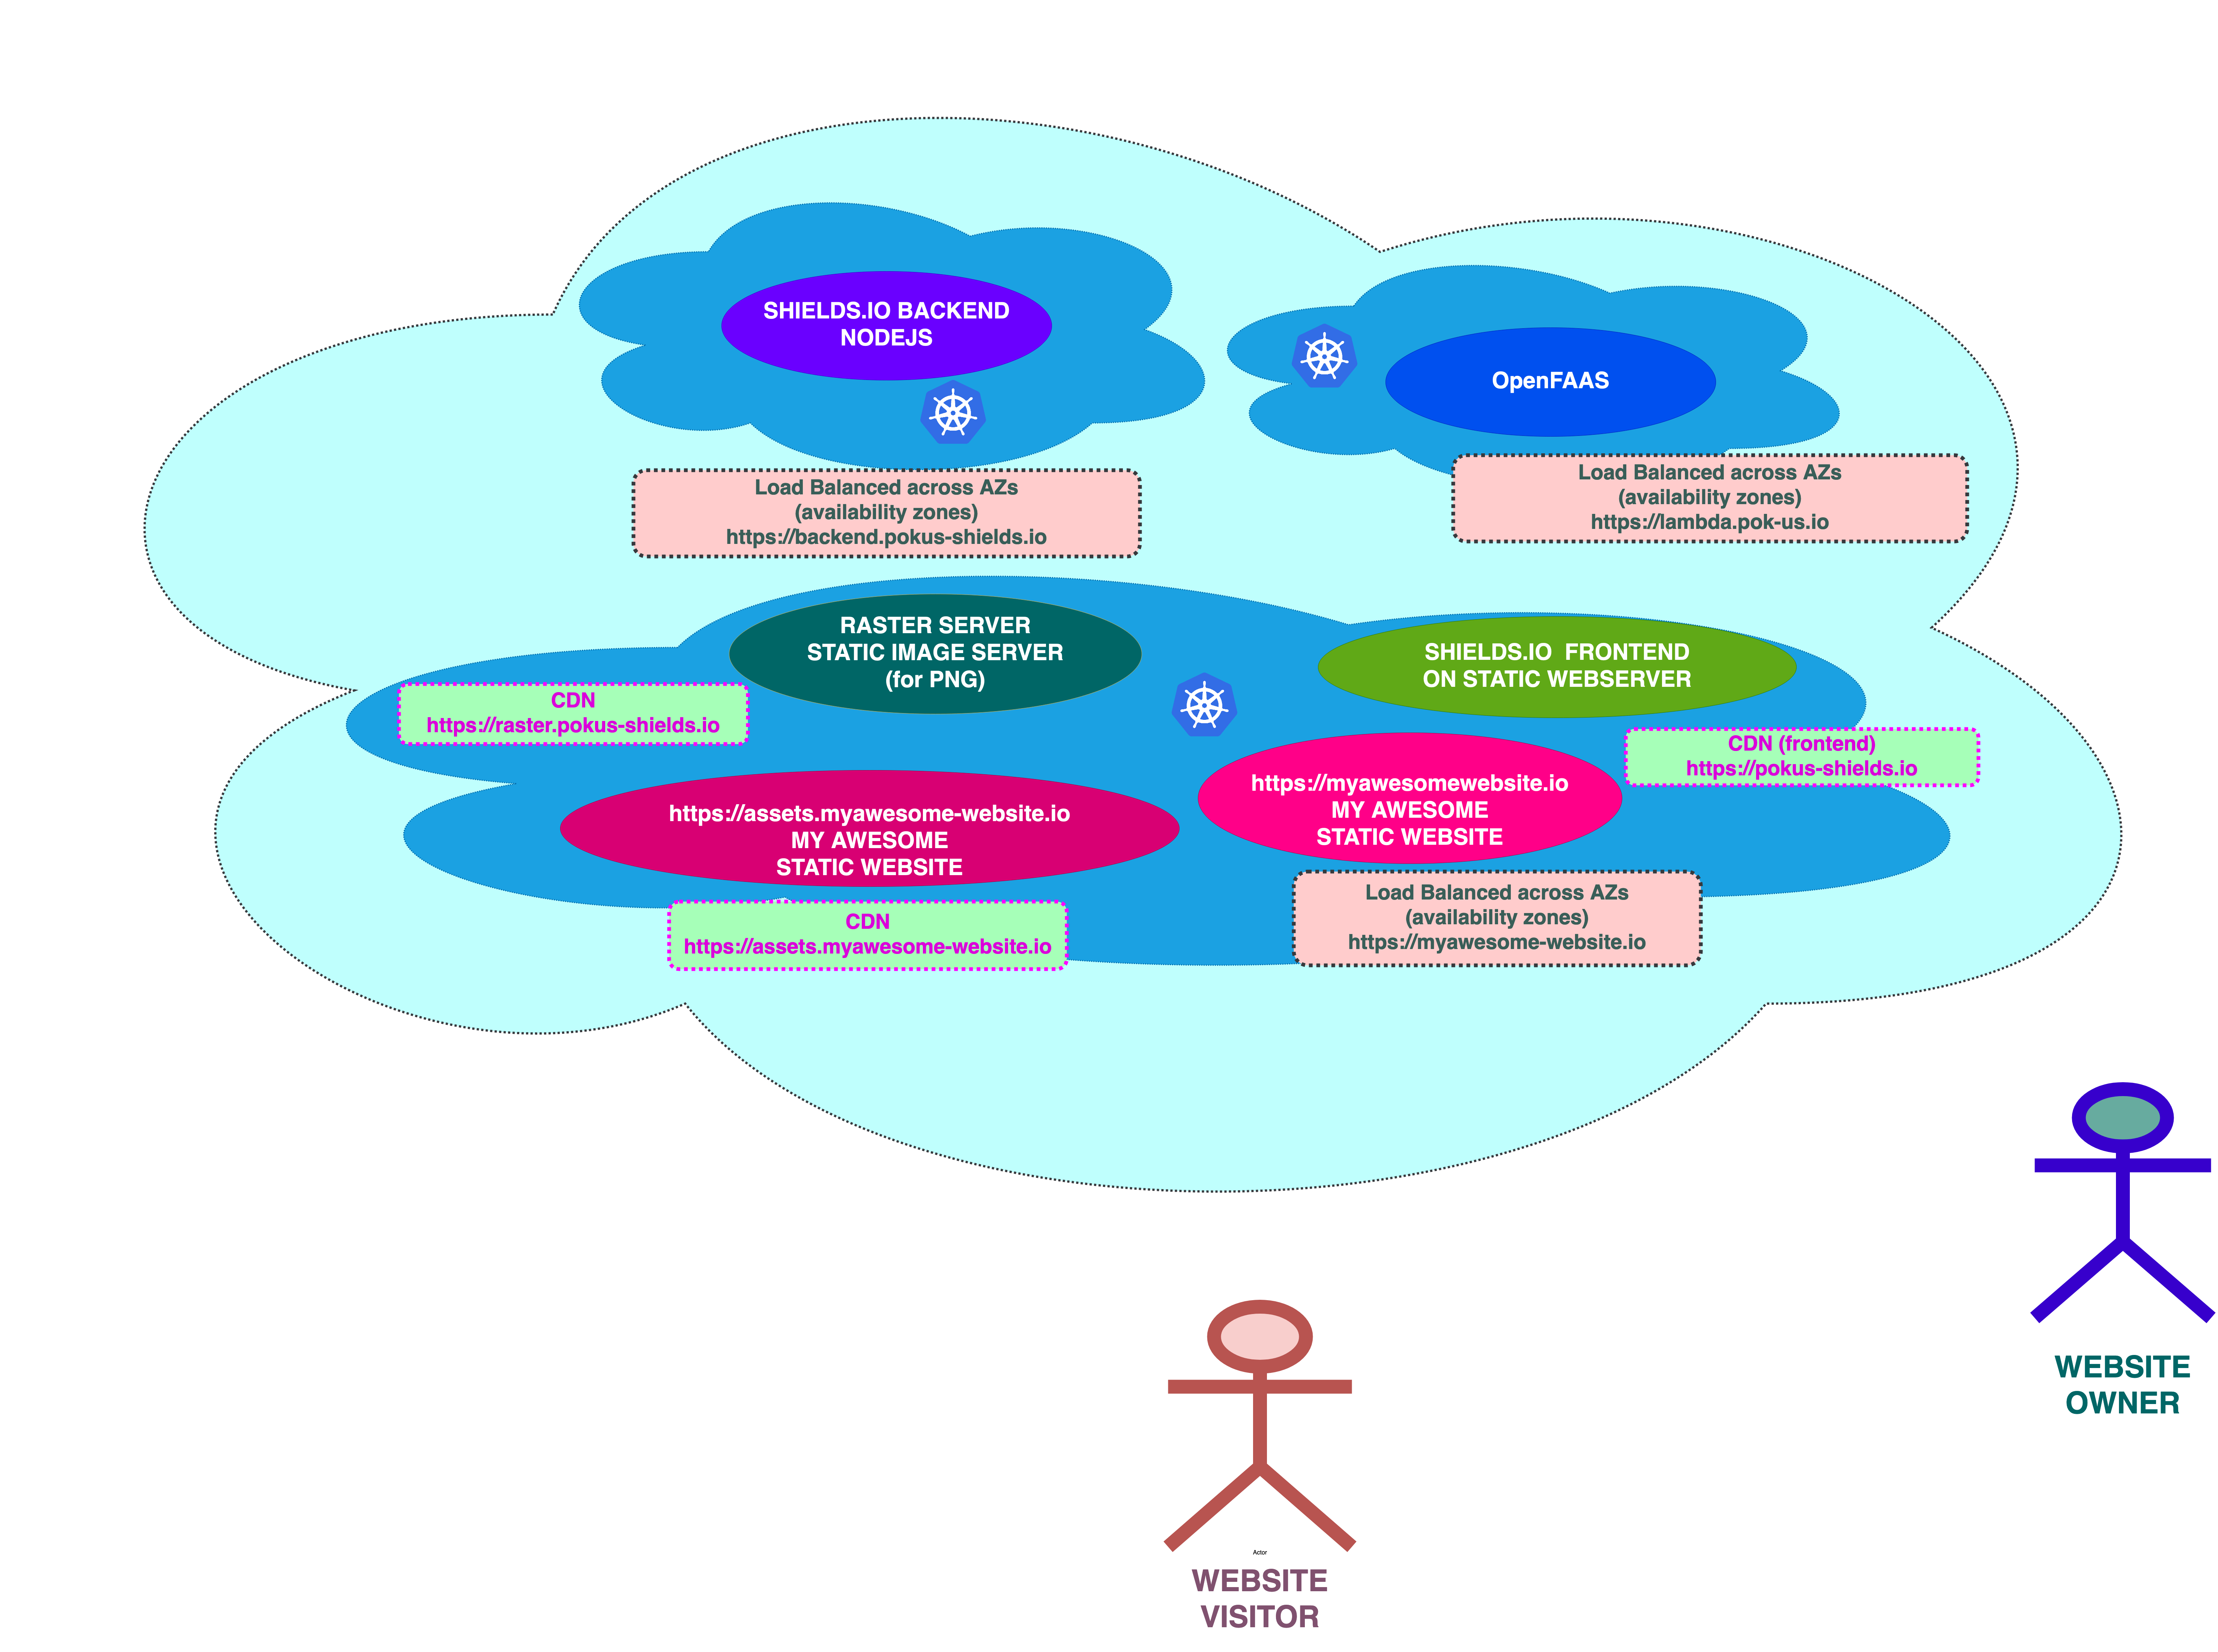 SHIELDS.IO BACKEND
NODEJS
OpenFAAS
Load Balanced across AZs
(availability zones)
https://backend.pokus-shields.io
Load Balanced across AZs
(availability zones)
https://lambda.pok-us.io
RASTER SERVER
STATIC IMAGE SERVER
(for PNG)
SHIELDS.IO FRONTEND
ON STATIC WEBSERVER
CDN
https://raster.pokus-shields.io
CDN (frontend)
https://pokus-shields.io
https://assets.myawesome-website.io
MY AWESOME
STATIC WEBSITE
https://myawesomewebsite.io
MY AWESOME
STATIC WEBSITE
CDN
https://assets.myawesome-website.io
Load Balanced across AZs
(availability zones)
https://myawesome-website.io
WEBSITE
OWNER
Actor
WEBSITE
VISITOR